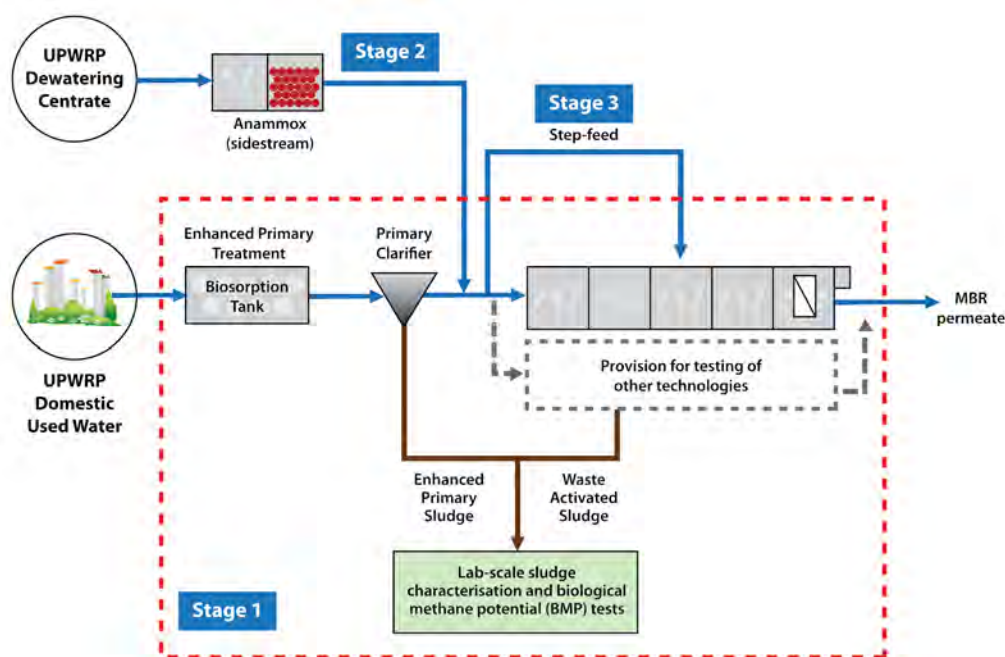 UPWRP
Dewatering
Centrate
Stage 2
Anammox
(sidestream)
Stage 3
Step-feed
Enhanced Primary
Treatment
Biosorption
Tank
Primary
Clarifier
MBR
permeate
UPWRP
Domestic
Used Water
Provision for testing of
other technologies
Enhanced
Primary
Sludge
Waste
Activated
Sludge
Lab-scale sludge
characterisation and biological
methane potential (BMP) tests
Stage 1